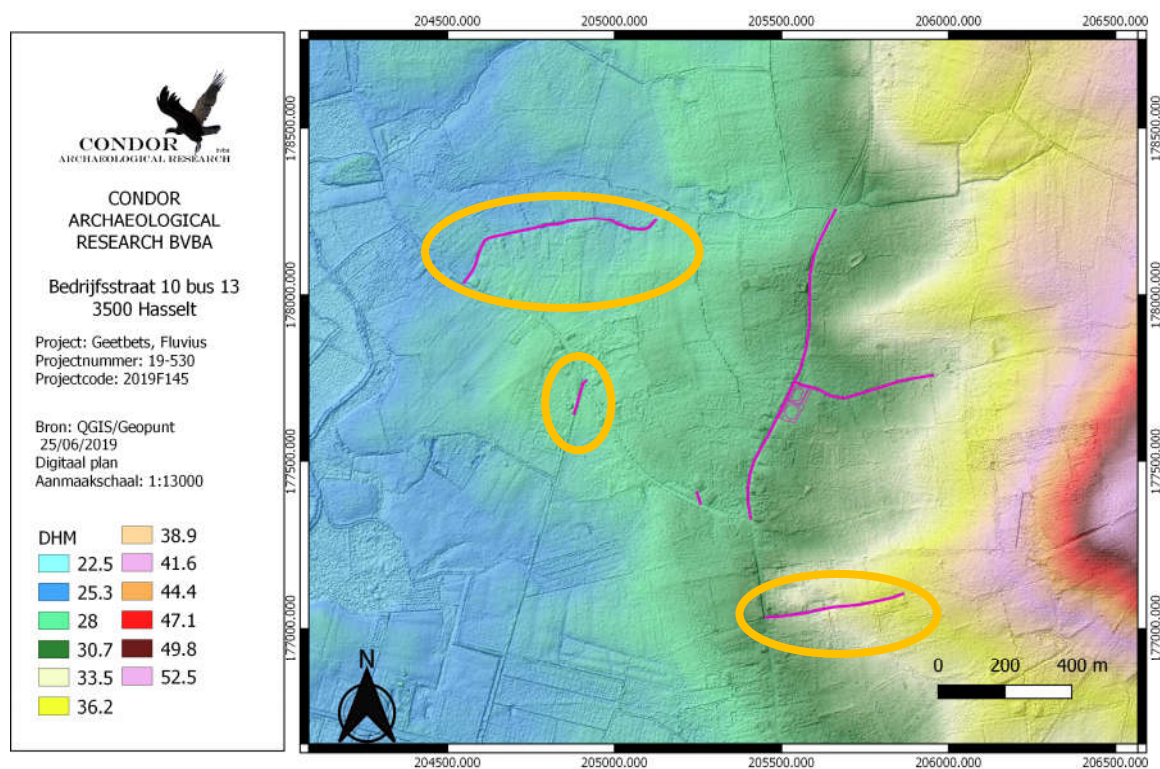 CONDOR
ARCHAEOLOGICAL RESEARCH bvba
CONDOR
ARCHAEOLOGICAL
RESEARCH BVBA
Bedrijfsstraat 10 bus 13
3500 Hasselt
Project: Geetbets, Fluvius
Projectnummer: 19-530
Projectcode: 2019F145
Bron: QGIS/Geopunt
25/06/2019
Digitaal plan
Aanmaakschaal: 1:13000
DHM
22.5
25.3
28
30.7
33.5
36.2
38.9
41.6
44.4
47.1
49.8
52.5
204500.000 205000.000 205500.000 206000.000 206500.000
178500.000
178000.000
177500.000
177000.000
178500.000
178000.000
177500.000
177000.000
N
0 200 400 m
204500.000 205000.000 205500.000 206000.000 206500.000